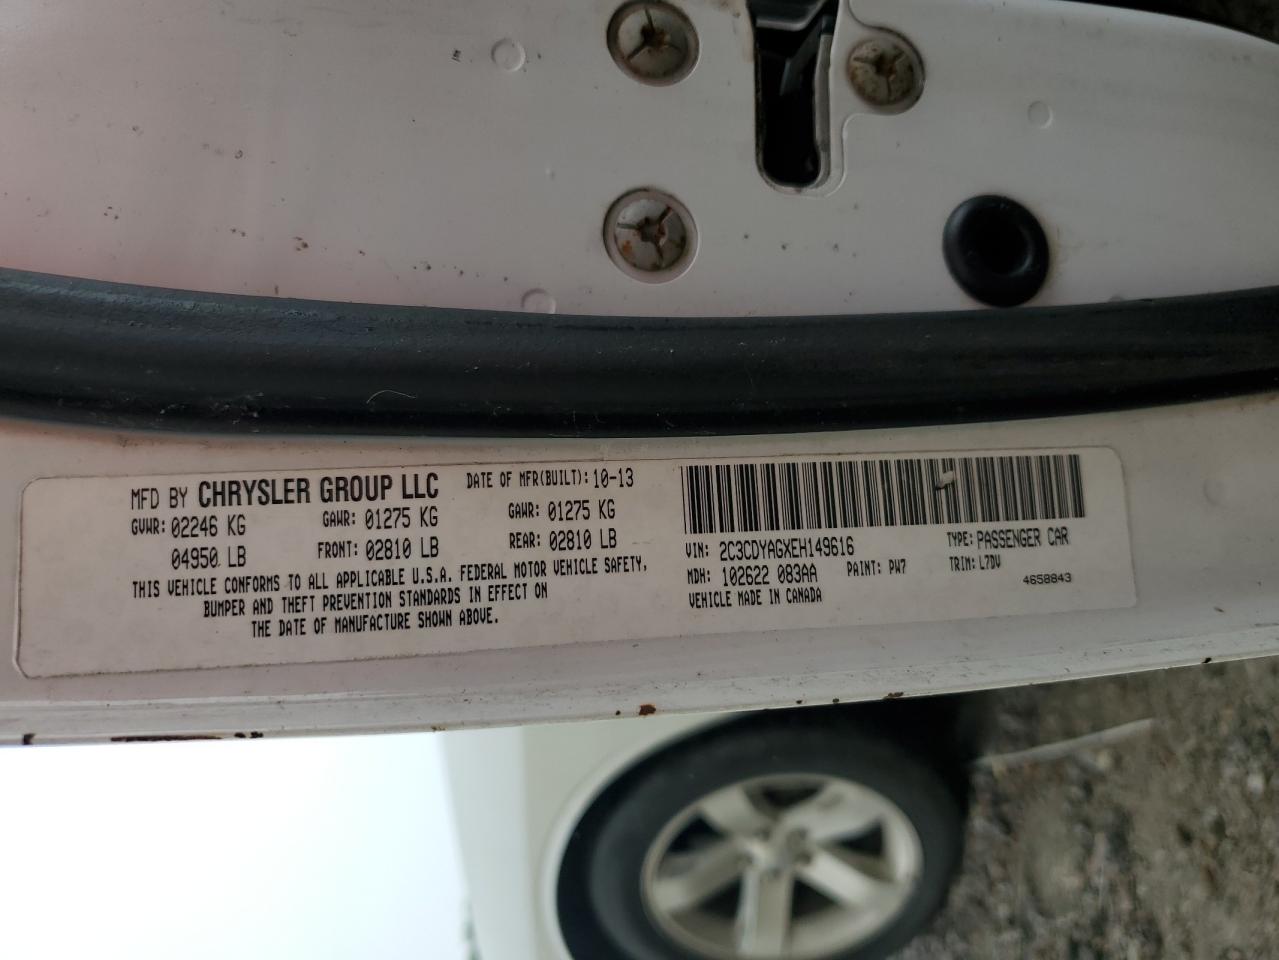 MFD BY CHRYSLER GROUP LLC DATE OF MFR(BUILT): 10-13
GVWR: 02246 KG GAWR: 01275 KG GAWR: 01275 KG
04950 LB FRONT: 02810 LB REAR: 02810 LB
THIS VEHICLE CONFORMS TO ALL APPLICABLE U.S.A. FEDERAL MOTOR VEHICLE SAFETY,
BUMPER AND THEFT PREVENTION STANDARDS IN EFFECT ON
THE DATE OF MANUFACTURE SHOWN ABOVE.
VIN: 2C3CDYAGXEH149616 TYPE: PASSENGER CAR
MDH: 102622 083AA PAINT: PW7 TRIM: L7DV
VEHICLE MADE IN CANADA 4658843